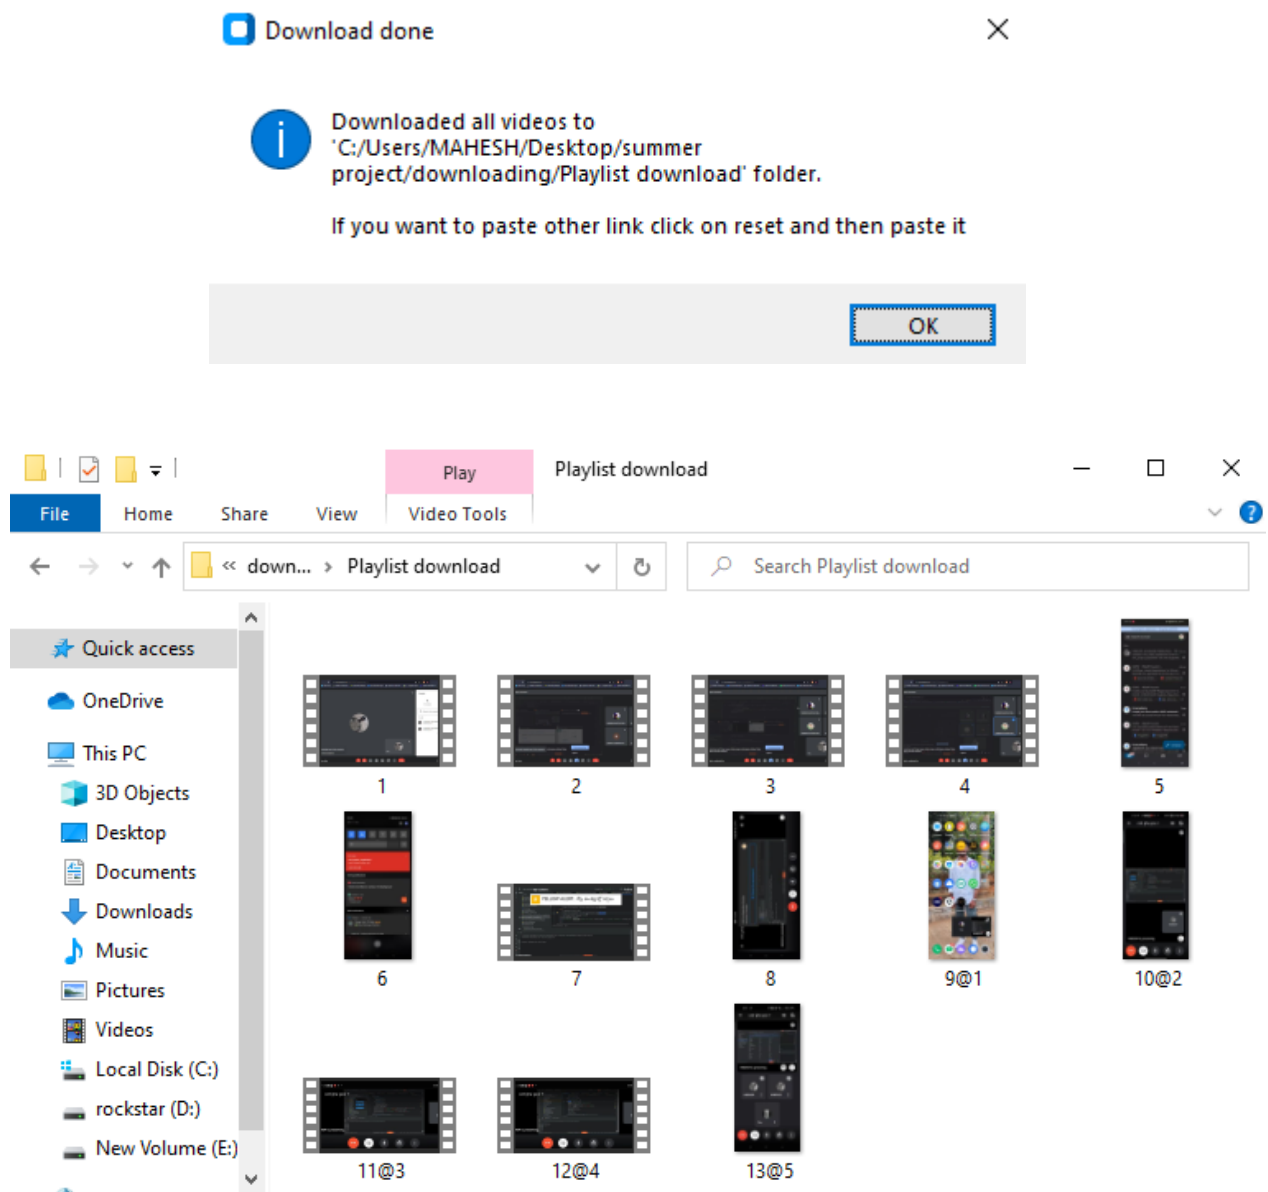 Download done
Downloaded all videos to
'C:/Users/MAHESH/Desktop/summer
project/downloading/Playlist download' folder.
If you want to paste other link click on reset and then paste it
OK
Play
Playlist download
File
Home
Share
View
Video Tools
« down... › Playlist download
Search Playlist download
Quick access
OneDrive
This PC
3D Objects
Desktop
Documents
Downloads
Music
Pictures
Videos
Local Disk (C:)
rockstar (D:)
New Volume (E:)
1
2
3
4
5
6
7
8
9@1
10@2
11@3
12@4
13@5